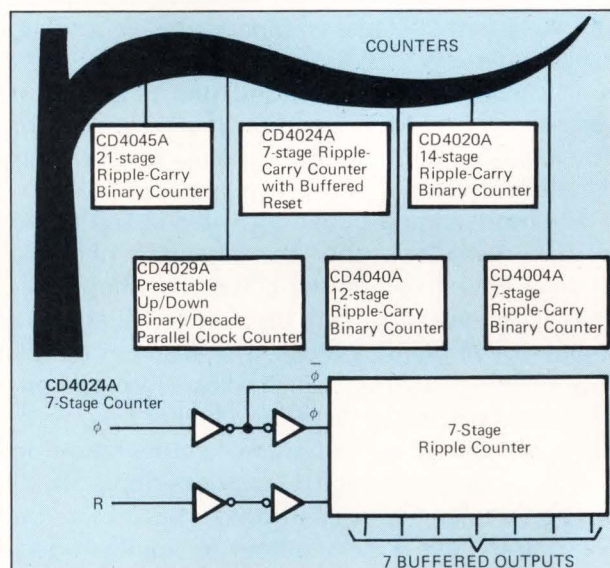 COUNTERS
CD4045A
21-stage
Ripple-Carry
Binary Counter
CD4024A
7-stage Ripple-
Carry Counter
with Buffered
Reset
CD4020A
14-stage
Ripple-Carry
Binary Counter
CD4029A
Presettable
Up/Down
Binary/Decade
Parallel Clock Counter
CD4040A
12-stage
Ripple-Carry
Binary Counter
CD4004A
7-stage
Ripple-Carry
Binary Counter
CD4024A
7-Stage Counter
ϕ
ϕ̅
ϕ
R
7-Stage
Ripple Counter
7 BUFFERED OUTPUTS